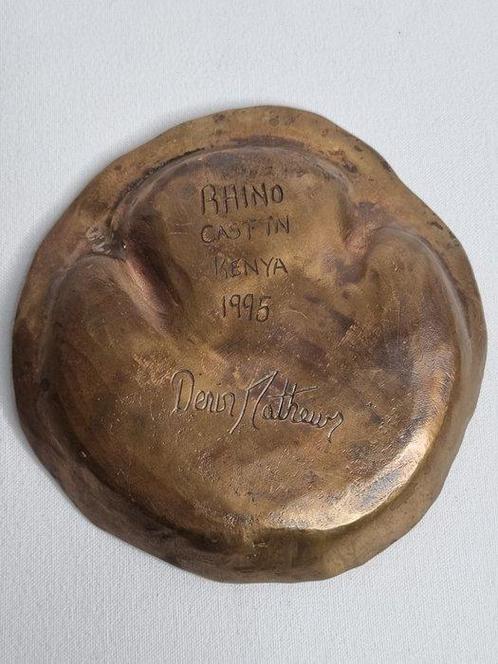 RHINO
CAST IN
KENYA
1995
Denis Mathews